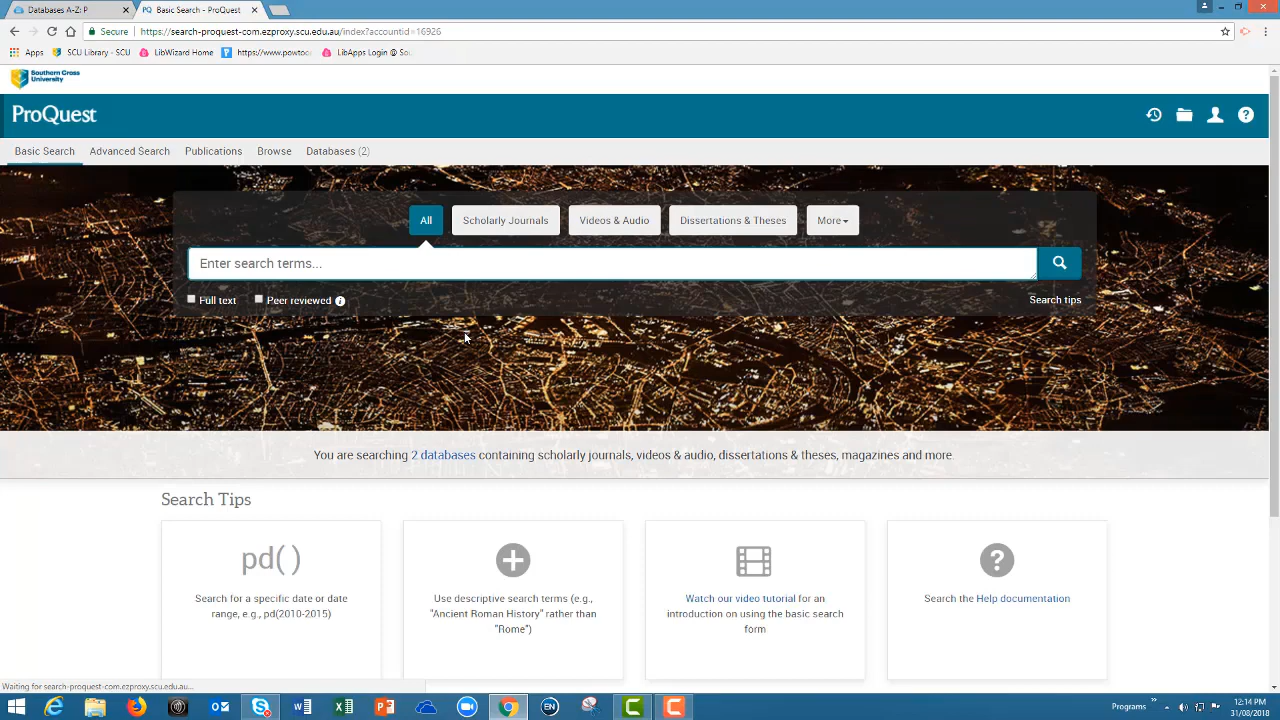 Databases A-Z: P
PQ Basic Search - ProQuest
Secure https://search-proquest-com.ezproxy.scu.edu.au/index?accountid=16926
Apps SCU Library - SCU LibWizard Home https://www.powtoo LibApps Login @ So
Southern Cross
University
ProQuest
Basic Search Advanced Search Publications Browse Databases (2)
All Scholarly Journals Videos & Audio Dissertations & Theses More
Enter search terms...
Full text Peer reviewed i Search tips
You are searching 2 databases containing scholarly journals, videos & audio, dissertations & theses, magazines and more.
Search Tips
pd( )
Search for a specific date or date
range, e.g., pd(2010-2015)
Use descriptive search terms (e.g.,
"Ancient Roman History" rather than
"Rome")
Watch our video tutorial for an
introduction on using the basic search
form
?
Search the Help documentation
Waiting for search-proquest-com.ezproxy.scu.edu.au...
EN
Programs
12:14 PM
31/08/2018